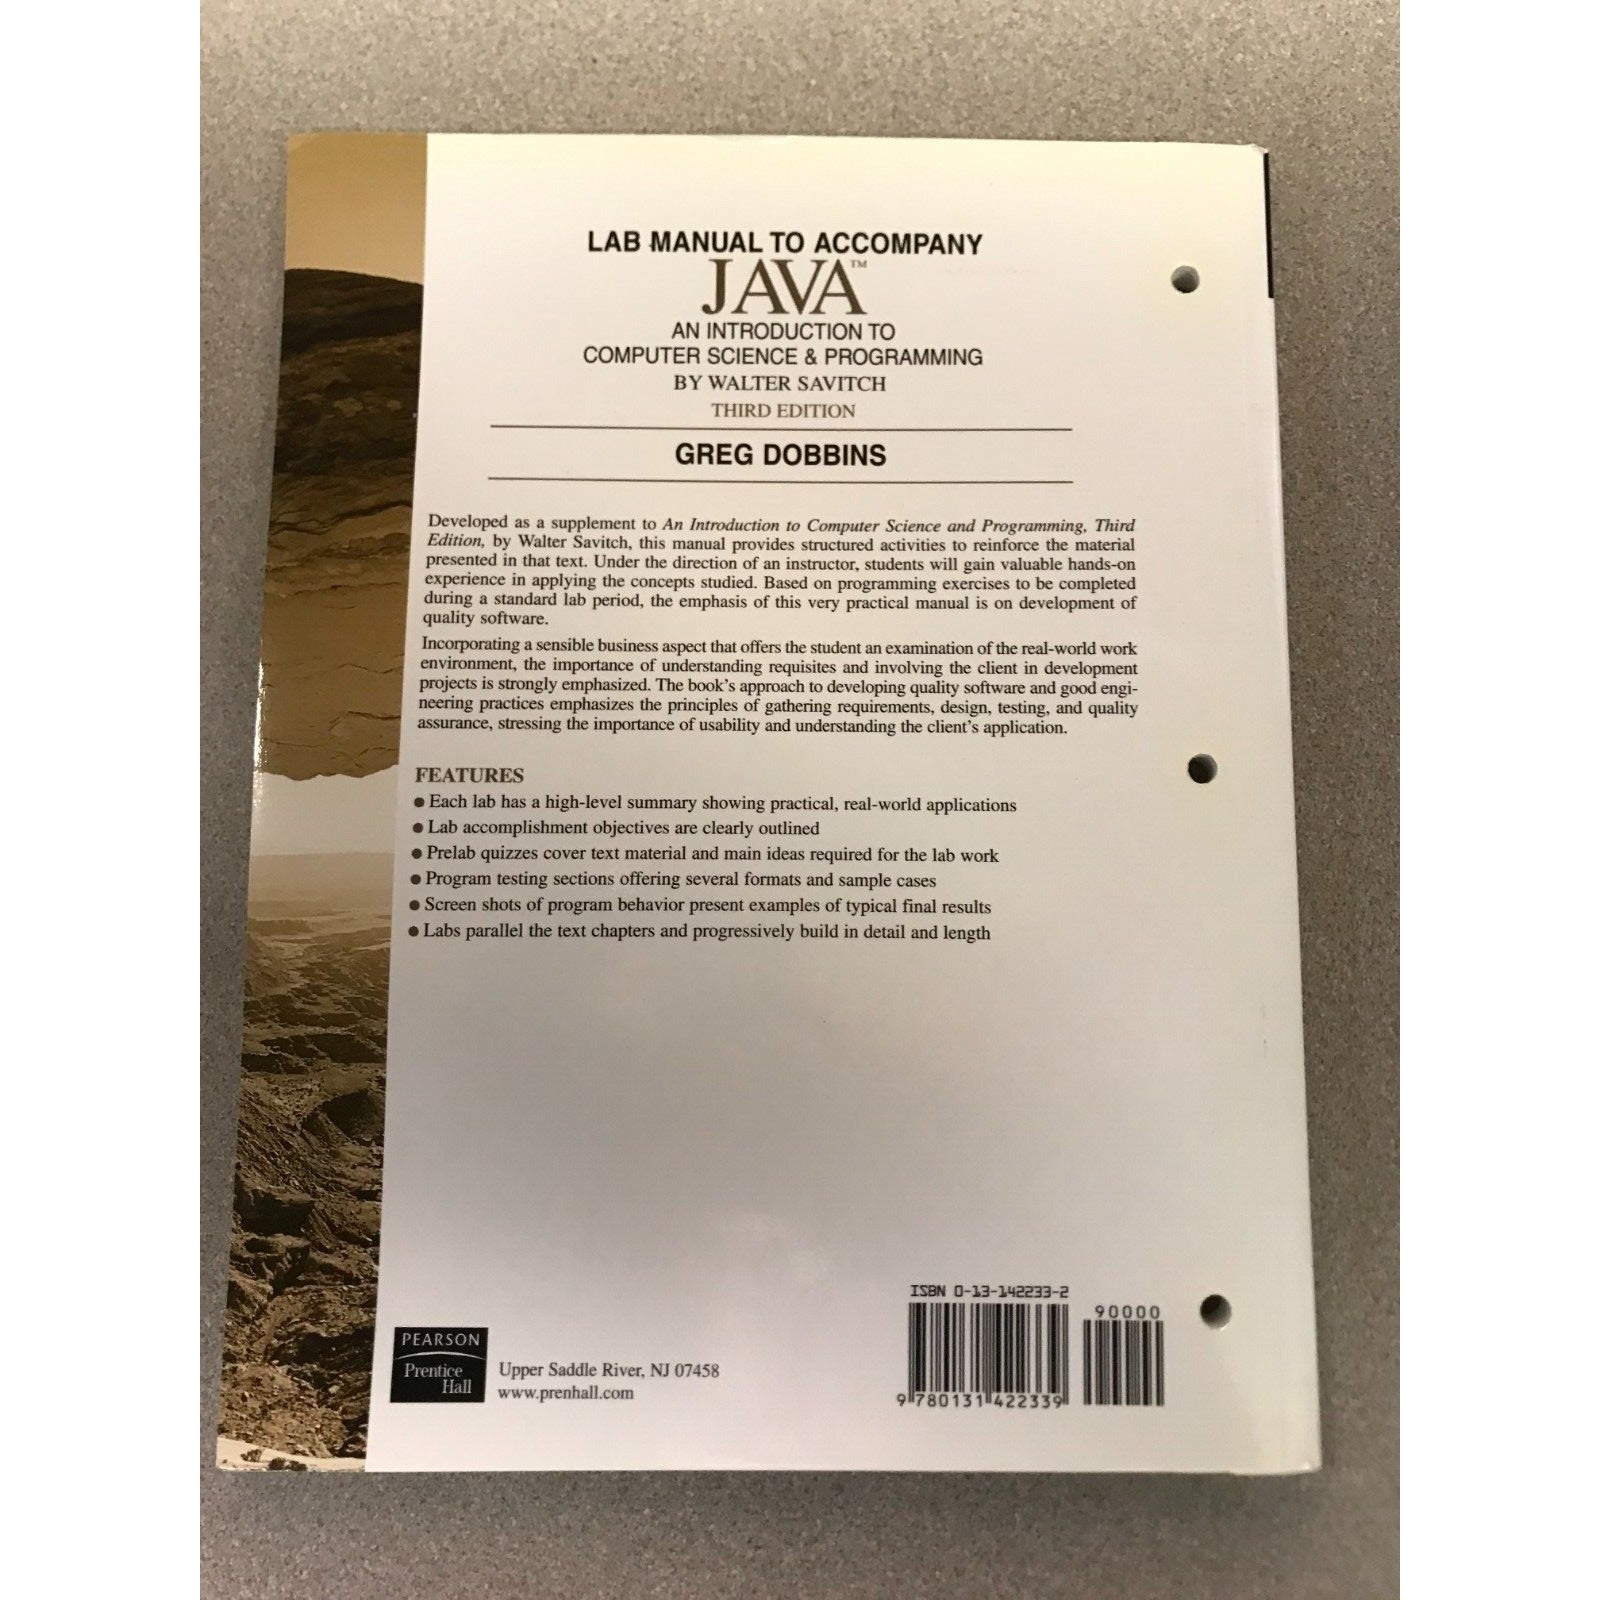 LAB MANUAL TO ACCOMPANY
JAVA™
AN INTRODUCTION TO
COMPUTER SCIENCE & PROGRAMMING
BY WALTER SAVITCH
THIRD EDITION
GREG DOBBINS
Developed as a supplement to An Introduction to Computer Science and Programming, Third
Edition, by Walter Savitch, this manual provides structured activities to reinforce the material
presented in that text. Under the direction of an instructor, students will gain valuable hands-on
experience in applying the concepts studied. Based on programming exercises to be completed
during a standard lab period, the emphasis of this very practical manual is on development of
quality software.
Incorporating a sensible business aspect that offers the student an examination of the real-world work
environment, the importance of understanding requisites and involving the client in development
projects is strongly emphasized. The book's approach to developing quality software and good engi-
neering practices emphasizes the principles of gathering requirements, design, testing, and quality
assurance, stressing the importance of usability and understanding the client's application.
FEATURES
● Each lab has a high-level summary showing practical, real-world applications
● Lab accomplishment objectives are clearly outlined
● Prelab quizzes cover text material and main ideas required for the lab work
● Program testing sections offering several formats and sample cases
● Screen shots of program behavior present examples of typical final results
● Labs parallel the text chapters and progressively build in detail and length
PEARSON
Prentice
Hall
Upper Saddle River, NJ 07458
www.prenhall.com
ISBN 0-13-142233-2
90000
9 780131 422339